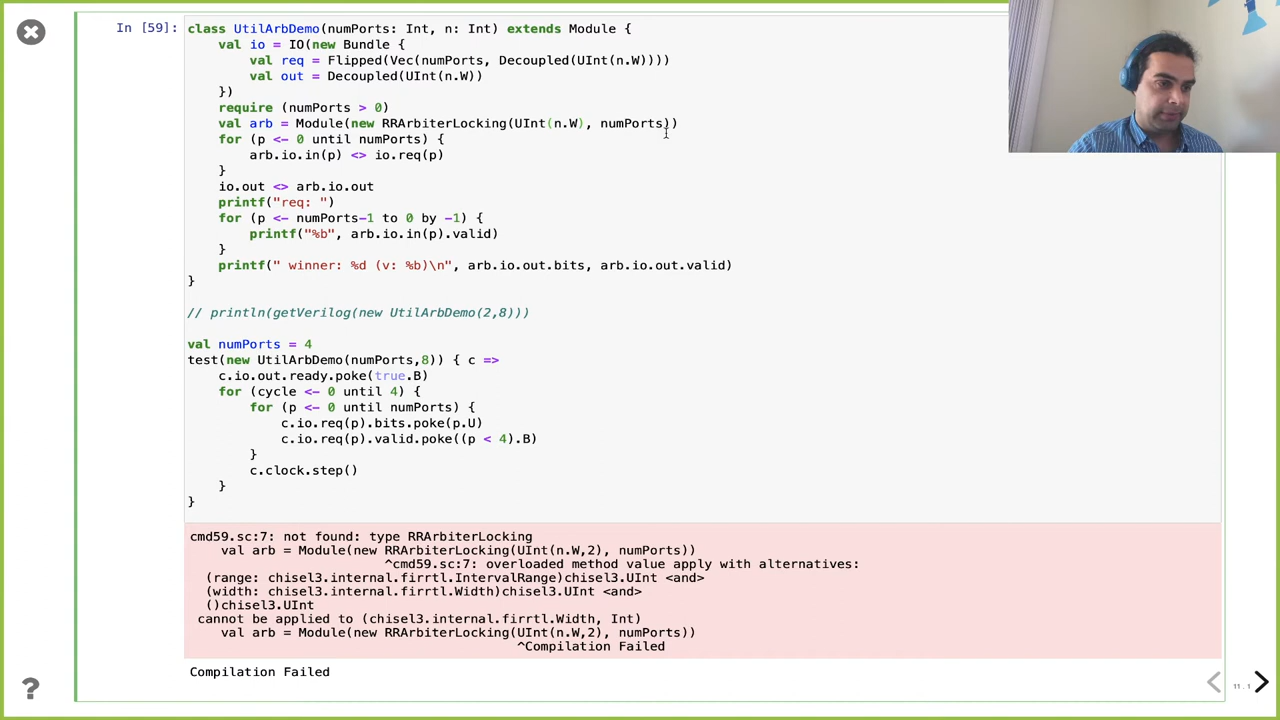 In [59]:
class UtilArbDemo(numPorts: Int, n: Int) extends Module {
    val io = IO(new Bundle {
        val req = Flipped(Vec(numPorts, Decoupled(UInt(n.W))))
        val out = Decoupled(UInt(n.W))
    })
    require (numPorts > 0)
    val arb = Module(new RRArbiterLocking(UInt(n.W), numPorts))
    for (p <- 0 until numPorts) {
        arb.io.in(p) <> io.req(p)
    }
    io.out <> arb.io.out
    printf("req: ")
    for (p <- numPorts-1 to 0 by -1) {
        printf("%b", arb.io.in(p).valid)
    }
    printf(" winner: %d (v: %b)\n", arb.io.out.bits, arb.io.out.valid)
}
// println(getVerilog(new UtilArbDemo(2,8)))
val numPorts = 4
test(new UtilArbDemo(numPorts,8)) { c =>
    c.io.out.ready.poke(true.B)
    for (cycle <- 0 until 4) {
        for (p <- 0 until numPorts) {
            c.io.req(p).bits.poke(p.U)
            c.io.req(p).valid.poke((p < 4).B)
        }
        c.clock.step()
    }
}
cmd59.sc:7: not found: type RRArbiterLocking
    val arb = Module(new RRArbiterLocking(UInt(n.W,2), numPorts))
                         ^cmd59.sc:7: overloaded method value apply with alternatives:
  (range: chisel3.internal.firrtl.IntervalRange)chisel3.UInt <and>
  (width: chisel3.internal.firrtl.Width)chisel3.UInt <and>
  ()chisel3.UInt
 cannot be applied to (chisel3.internal.firrtl.Width, Int)
    val arb = Module(new RRArbiterLocking(UInt(n.W,2), numPorts))
                                          ^Compilation Failed
Compilation Failed
?
11.1